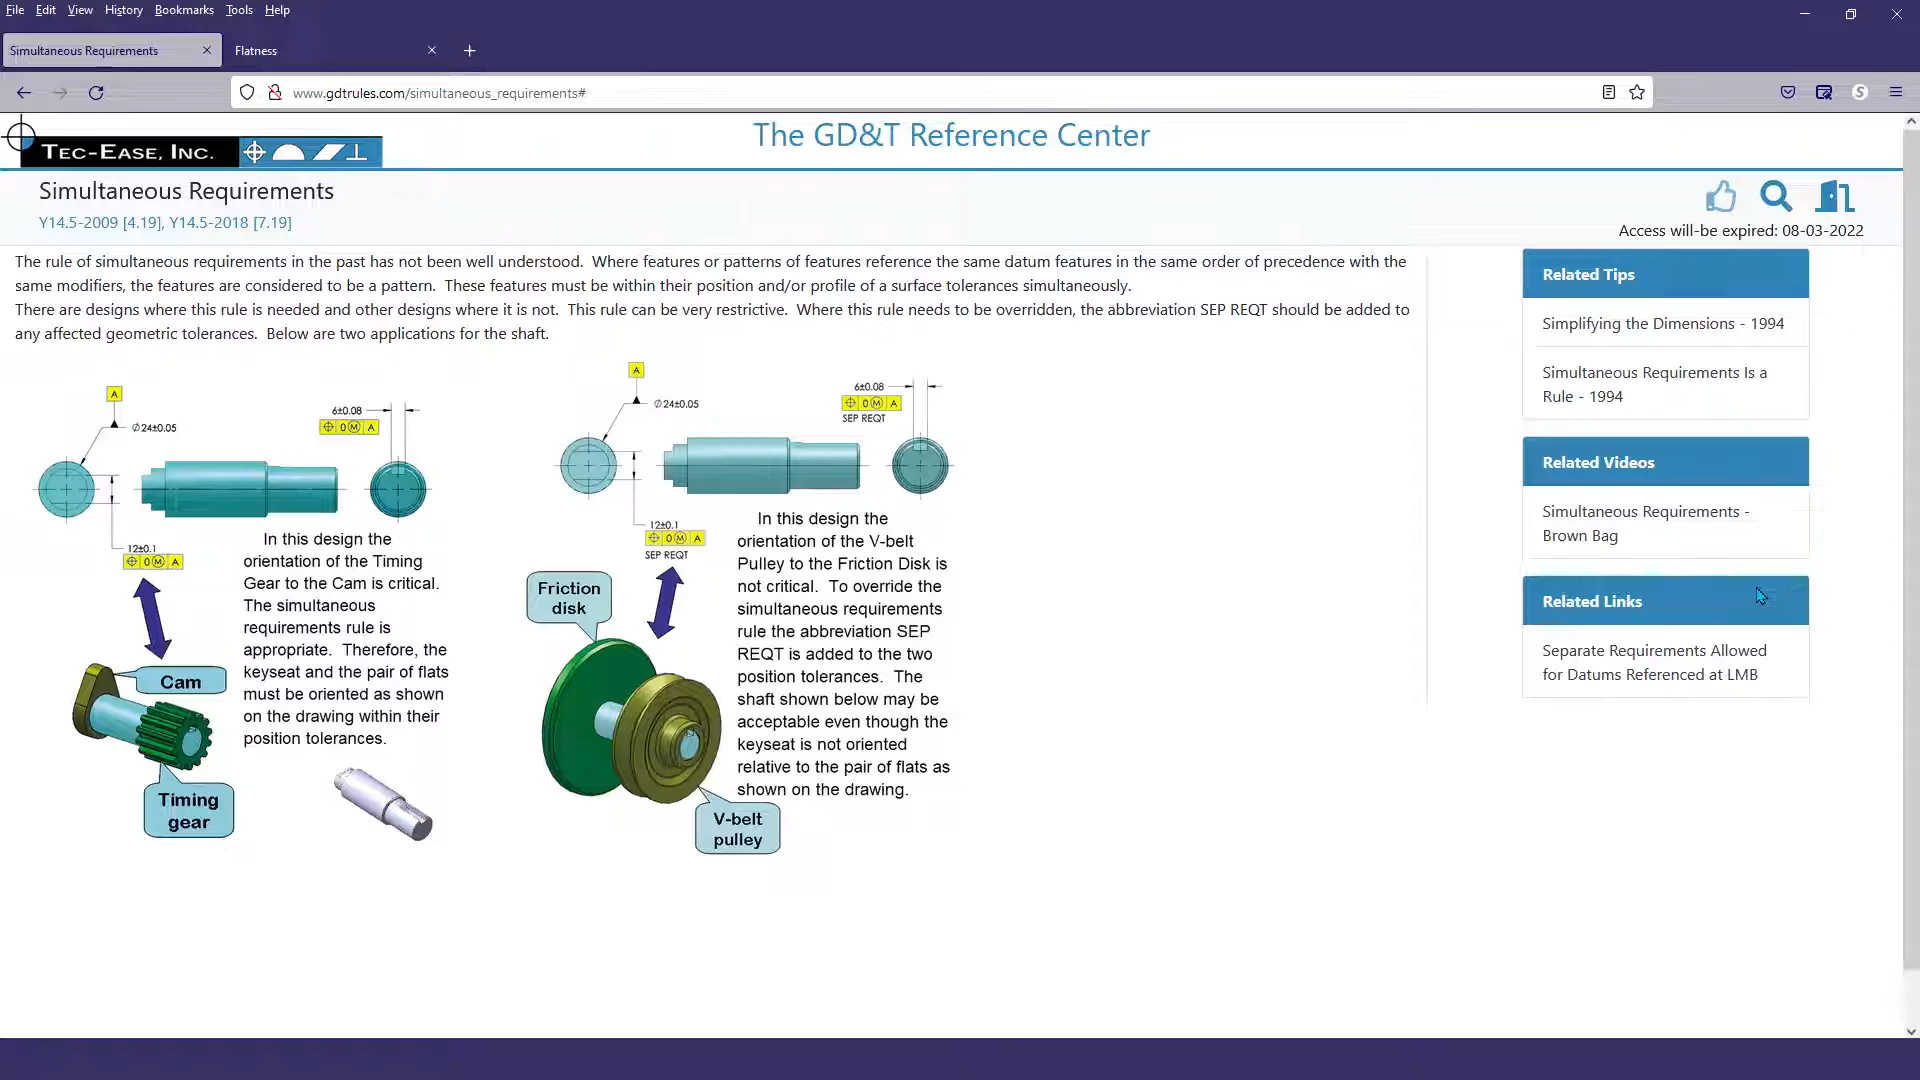 File Edit View History Bookmarks Tools Help
Simultaneous Requirements
Flatness
www.gdtrules.com/simultaneous_requirements#
TEC-EASE, INC.
The GD&T Reference Center
Simultaneous Requirements
Y14.5-2009 [4.19], Y14.5-2018 [7.19]
Access will-be expired: 08-03-2022
The rule of simultaneous requirements in the past has not been well understood. Where features or patterns of features reference the same datum features in the same order of precedence with the
same modifiers, the features are considered to be a pattern. These features must be within their position and/or profile of a surface tolerances simultaneously.
There are designs where this rule is needed and other designs where it is not. This rule can be very restrictive. Where this rule needs to be overridden, the abbreviation SEP REQT should be added to
any affected geometric tolerances. Below are two applications for the shaft.
A
∅24±0.05
6±0.08
⌖ 0Ⓜ A
12±0.1
⌖ 0Ⓜ A
In this design the
orientation of the Timing
Gear to the Cam is critical.
The simultaneous
requirements rule is
appropriate. Therefore, the
keyseat and the pair of flats
must be oriented as shown
on the drawing within their
position tolerances.
Cam
Timing
gear
A
∅24±0.05
6±0.08
⌖ 0Ⓜ A
SEP REQT
12±0.1
⌖ 0Ⓜ A
SEP REQT
In this design the
orientation of the V-belt
Pulley to the Friction Disk is
not critical. To override the
simultaneous requirements
rule the abbreviation SEP
REQT is added to the two
position tolerances. The
shaft shown below may be
acceptable even though the
keyseat is not oriented
relative to the pair of flats as
shown on the drawing.
Friction
disk
V-belt
pulley
Related Tips
Simplifying the Dimensions - 1994
Simultaneous Requirements Is a
Rule - 1994
Related Videos
Simultaneous Requirements -
Brown Bag
Related Links
Separate Requirements Allowed
for Datums Referenced at LMB